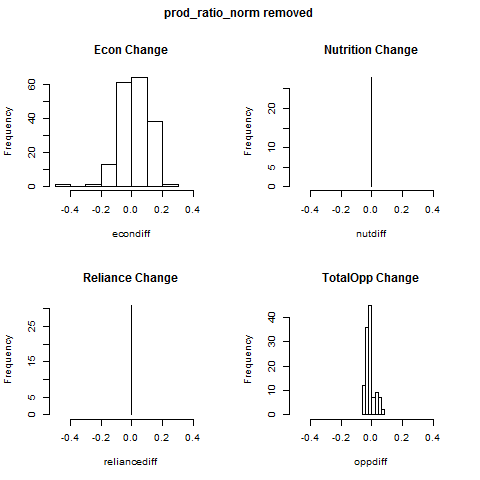 prod_ratio_norm removed
Econ Change
Frequency
0 20 40 60
-0.4 -0.2 0.0 0.2 0.4
econdiff
Nutrition Change
Frequency
0 5 10 20
-0.4 -0.2 0.0 0.2 0.4
nutdiff
Reliance Change
Frequency
0 5 15 25
-0.4 -0.2 0.0 0.2 0.4
reliancediff
TotalOpp Change
Frequency
0 10 20 30 40
-0.4 -0.2 0.0 0.2 0.4
oppdiff